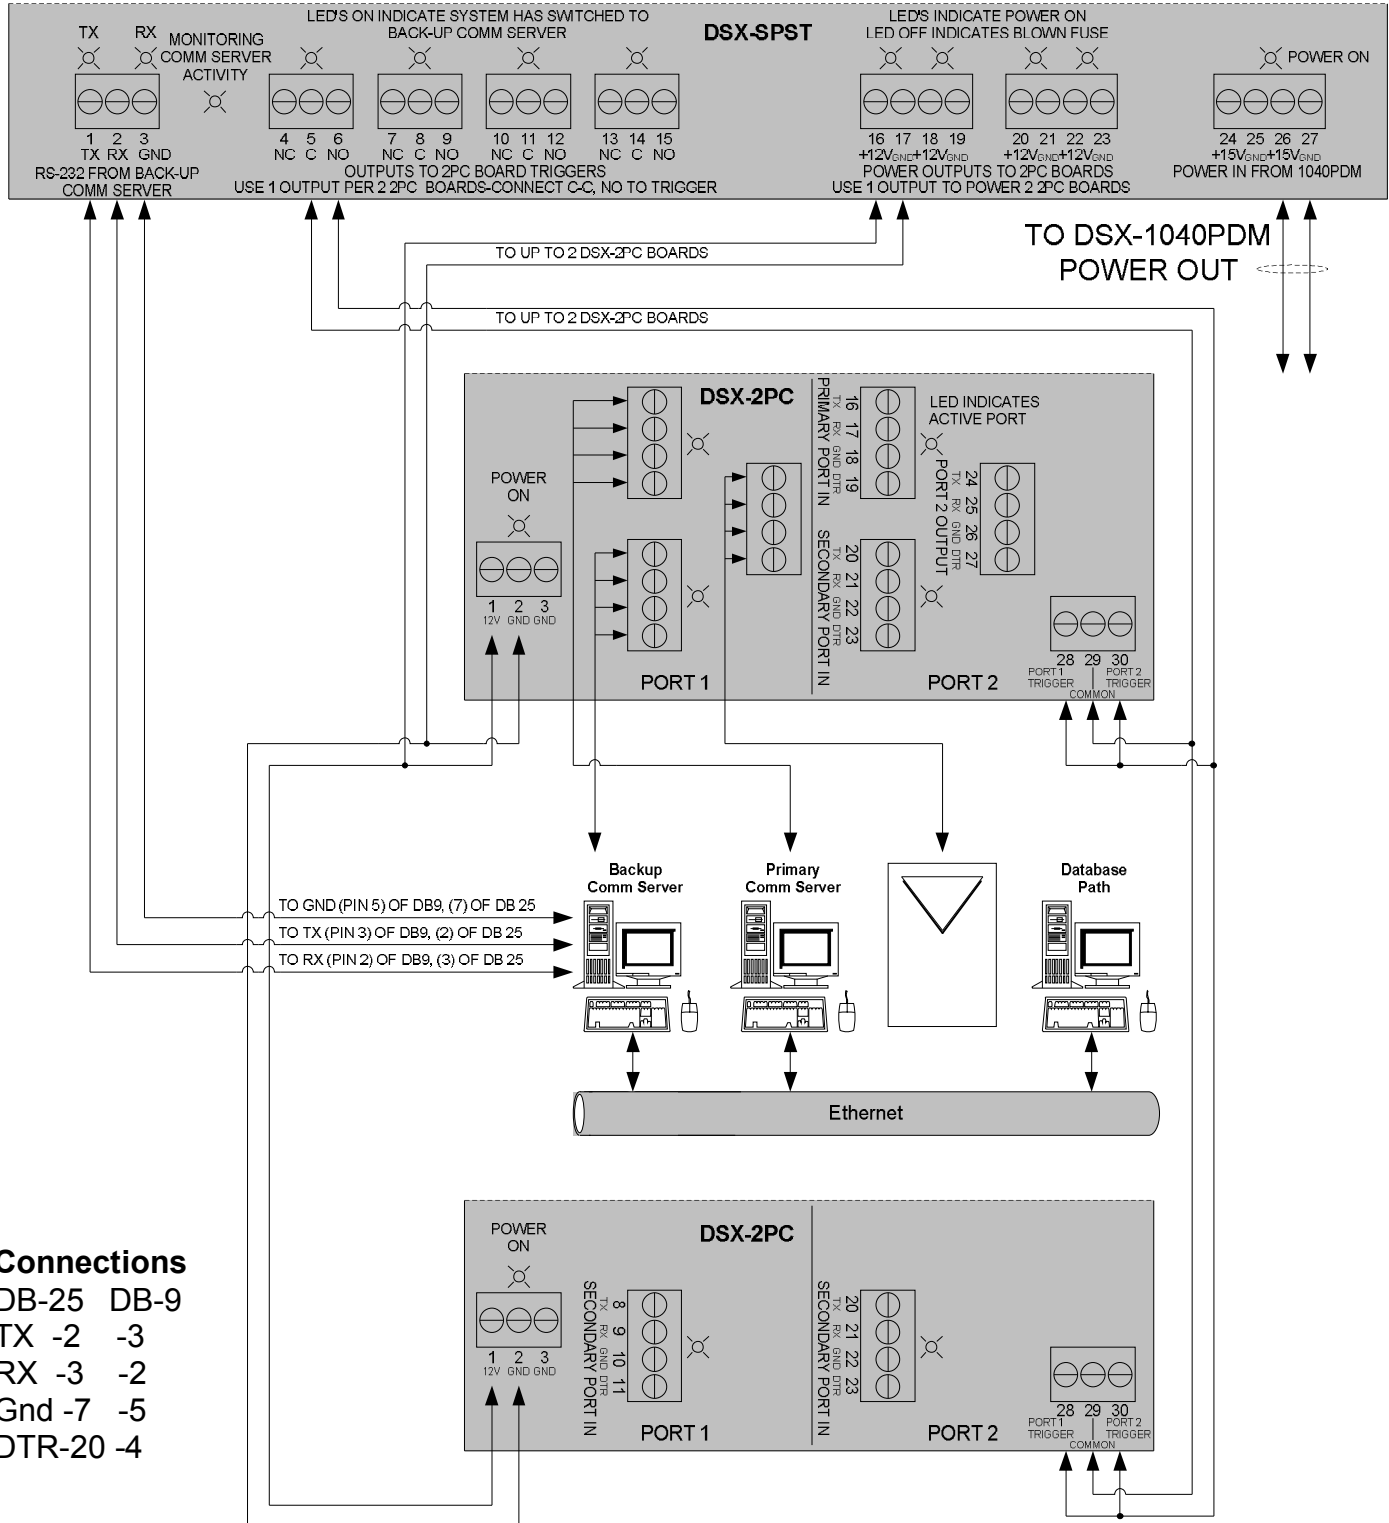 LED'S ON INDICATE SYSTEM HAS SWITCHED TO
BACK-UP COMM SERVER
DSX-SPST
LED'S INDICATE POWER ON
LED OFF INDICATES BLOWN FUSE
TX RX
MONITORING
COMM SERVER
ACTIVITY
POWER ON
1 2 3
TX RX GND
RS-232 FROM BACK-UP
COMM SERVER
4 5 6
NC C NO
7 8 9
NC C NO
10 11 12
NC C NO
13 14 15
NC C NO
OUTPUTS TO 2PC BOARD TRIGGERS
USE 1 OUTPUT PER 2 2PC BOARDS-CONNECT C-C, NO TO TRIGGER
16 17 18 19
+12V GND +12V GND
20 21 22 23
+12V GND +12V GND
POWER OUTPUTS TO 2PC BOARDS
USE 1 OUTPUT TO POWER 2 2PC BOARDS
24 25 26 27
+15V GND +15V GND
POWER IN FROM 1040PDM
TO UP TO 2 DSX-2PC BOARDS
TO DSX-1040PDM
POWER OUT
TO UP TO 2 DSX-2PC BOARDS
DSX-2PC
PRIMARY PORT IN
TX RX GND DTR
16 17 18 19
LED INDICATES
ACTIVE PORT
POWER
ON
PORT 2 OUTPUT
TX RX GND DTR
24 25 26 27
SECONDARY PORT IN
TX RX GND DTR
20 21 22 23
1 2 3
12V GND GND
PORT 1
PORT 2
28 29 30
PORT 1
TRIGGER
PORT 2
TRIGGER
COMMON
Backup
Comm Server
Primary
Comm Server
Database
Path
TO GND (PIN 5) OF DB9, (7) OF DB 25
TO TX (PIN 3) OF DB9, (2) OF DB 25
TO RX (PIN 2) OF DB9, (3) OF DB 25
Ethernet
DSX-2PC
POWER
ON
1 2 3
12V GND GND
SECONDARY PORT IN
TX RX GND DTR
8 9 10 11
SECONDARY PORT IN
TX RX GND DTR
20 21 22 23
PORT 1
PORT 2
28 29 30
PORT 1
TRIGGER
PORT 2
TRIGGER
COMMON
Connections
DB-25 DB-9
TX -2 -3
RX -3 -2
Gnd -7 -5
DTR-20 -4